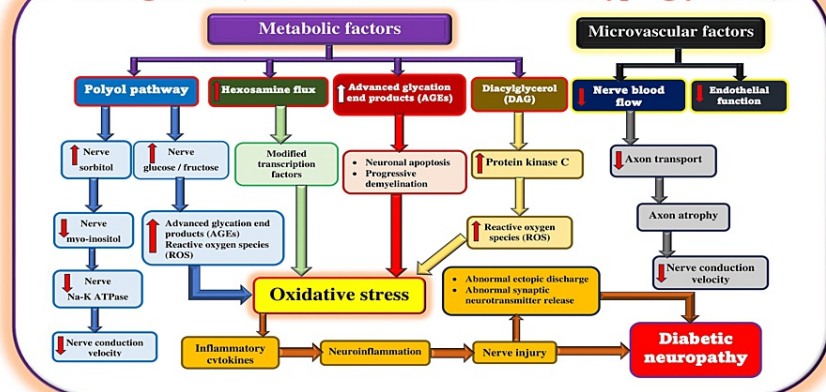 Metabolic factors
Microvascular factors
Polyol pathway
Hexosamine flux
Advanced glycation
end products (AGEs)
Diacylglycerol
(DAG)
Nerve blood
flow
Endothelial
function
Nerve
sorbitol
Nerve
glucose / fructose
Modified
transcription
factors
• Neuronal apoptosis
• Progressive
demyelination
Protein kinase C
Axon transport
Nerve
myo-inositol
Advanced glycation end
products (AGEs)
Reactive oxygen species
(ROS)
Reactive oxygen
species (ROS)
Axon atrophy
Nerve
Na-K ATPase
Oxidative stress
• Abnormal ectopic discharge
• Abnormal synaptic
neurotransmitter release
Nerve conduction
velocity
Nerve conduction
velocity
Inflammatory
cytokines
Neuroinflammation
Nerve injury
Diabetic
neuropathy